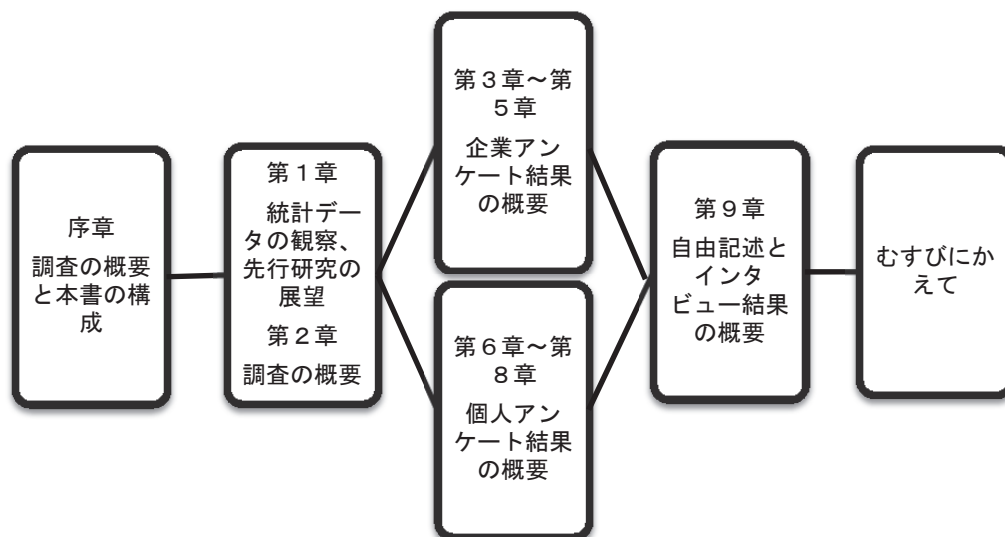 序章
調査の概要
と本書の構
成
第１章
統計デー
タの観察、
先行研究の
展望
第２章
調査の概要
第３章～第
５章
企業アン
ケート結果
の概要
第６章～第
８章
個人アン
ケート結果
の概要
第９章
自由記述と
インタ
ビュー結果
の概要
むすびにか
えて